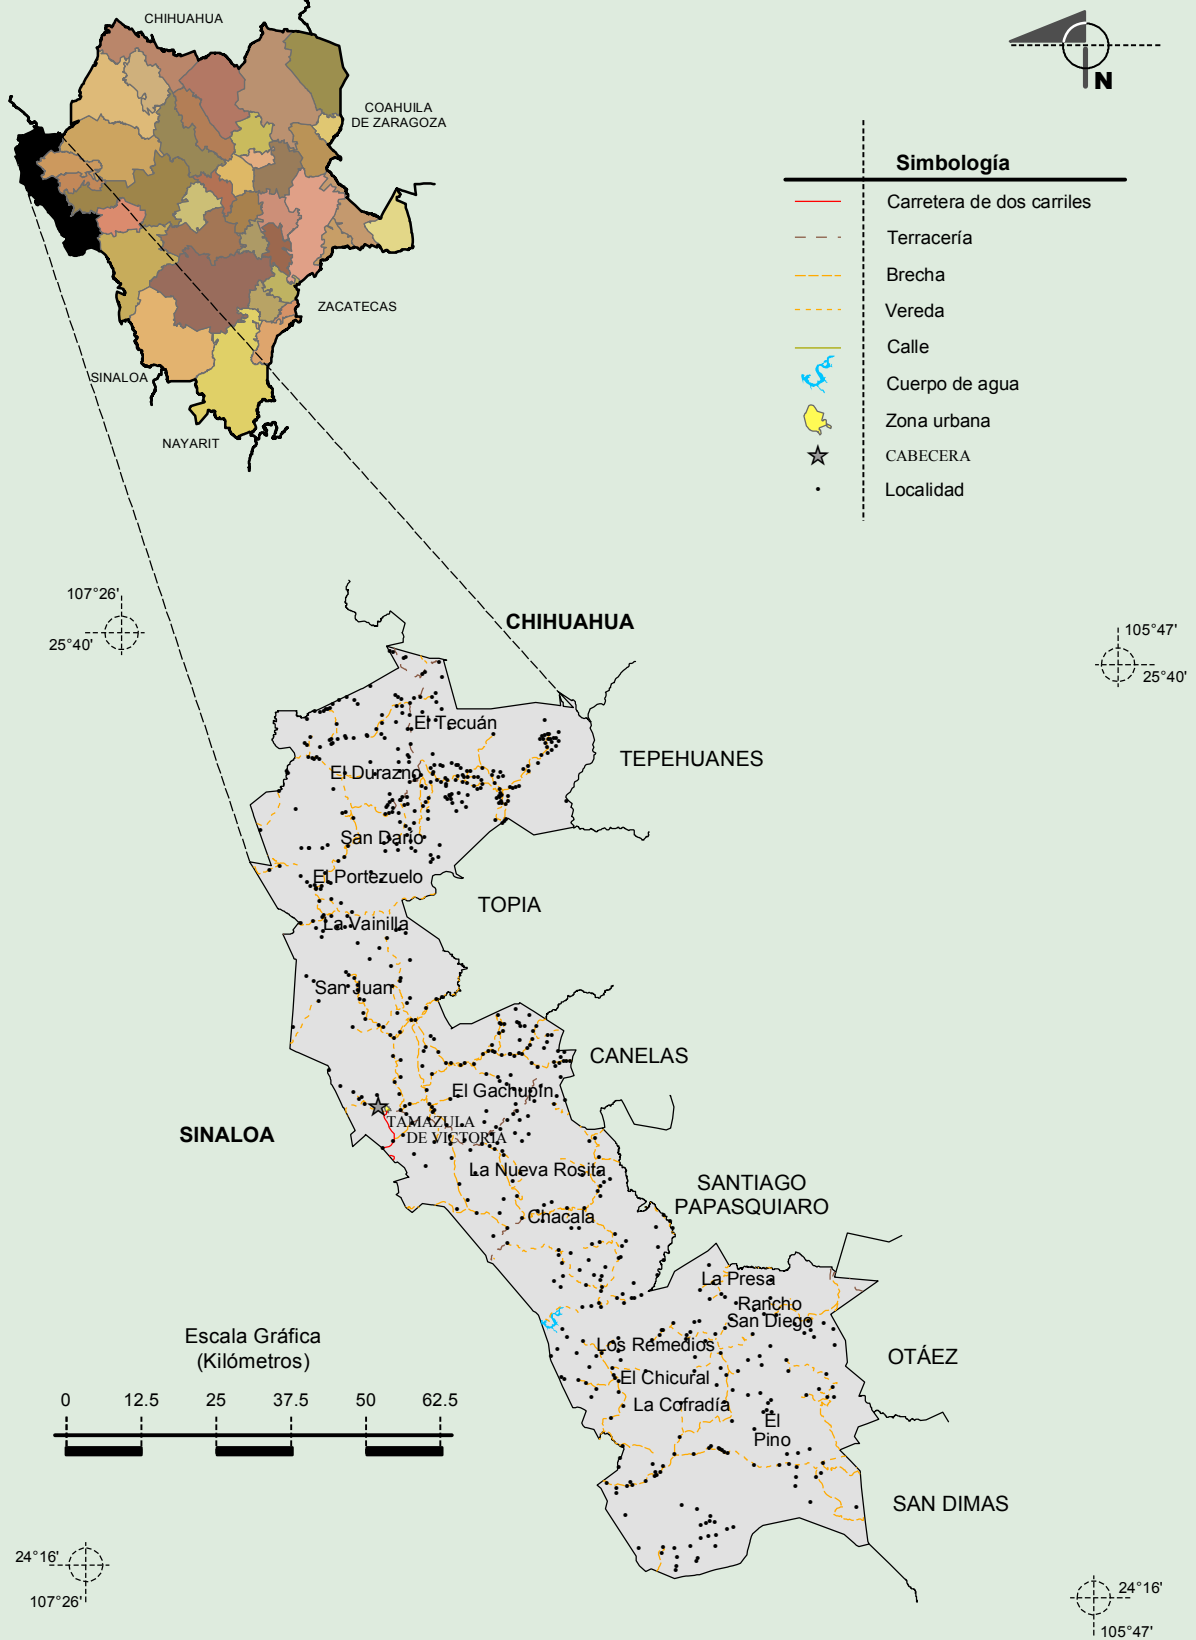 CHIHUAHUA
COAHUILA
DE ZARAGOZA
ZACATECAS
SINALOA
NAYARIT
N
Simbología
Carretera de dos carriles
Terracería
Brecha
Vereda
Calle
Cuerpo de agua
Zona urbana
CABECERA
Localidad
107°26'
25°40'
105°47'
25°40'
CHIHUAHUA
El Tecuán
TEPEHUANES
El Durazno
San Darío
El Portezuelo
TOPIA
La Vainilla
San Juan
CANELAS
El Gachupín
TAMAZULA
DE VICTORIA
SINALOA
La Nueva Rosita
SANTIAGO
PAPASQUIARO
Chacala
La Presa
Rancho
San Diego
Los Remedios
OTÁEZ
El Chicural
La Cofradía
El
Pino
SAN DIMAS
Escala Gráfica
(Kilómetros)
0 12.5 25 37.5 50 62.5
24°16'
107°26'
24°16'
105°47'